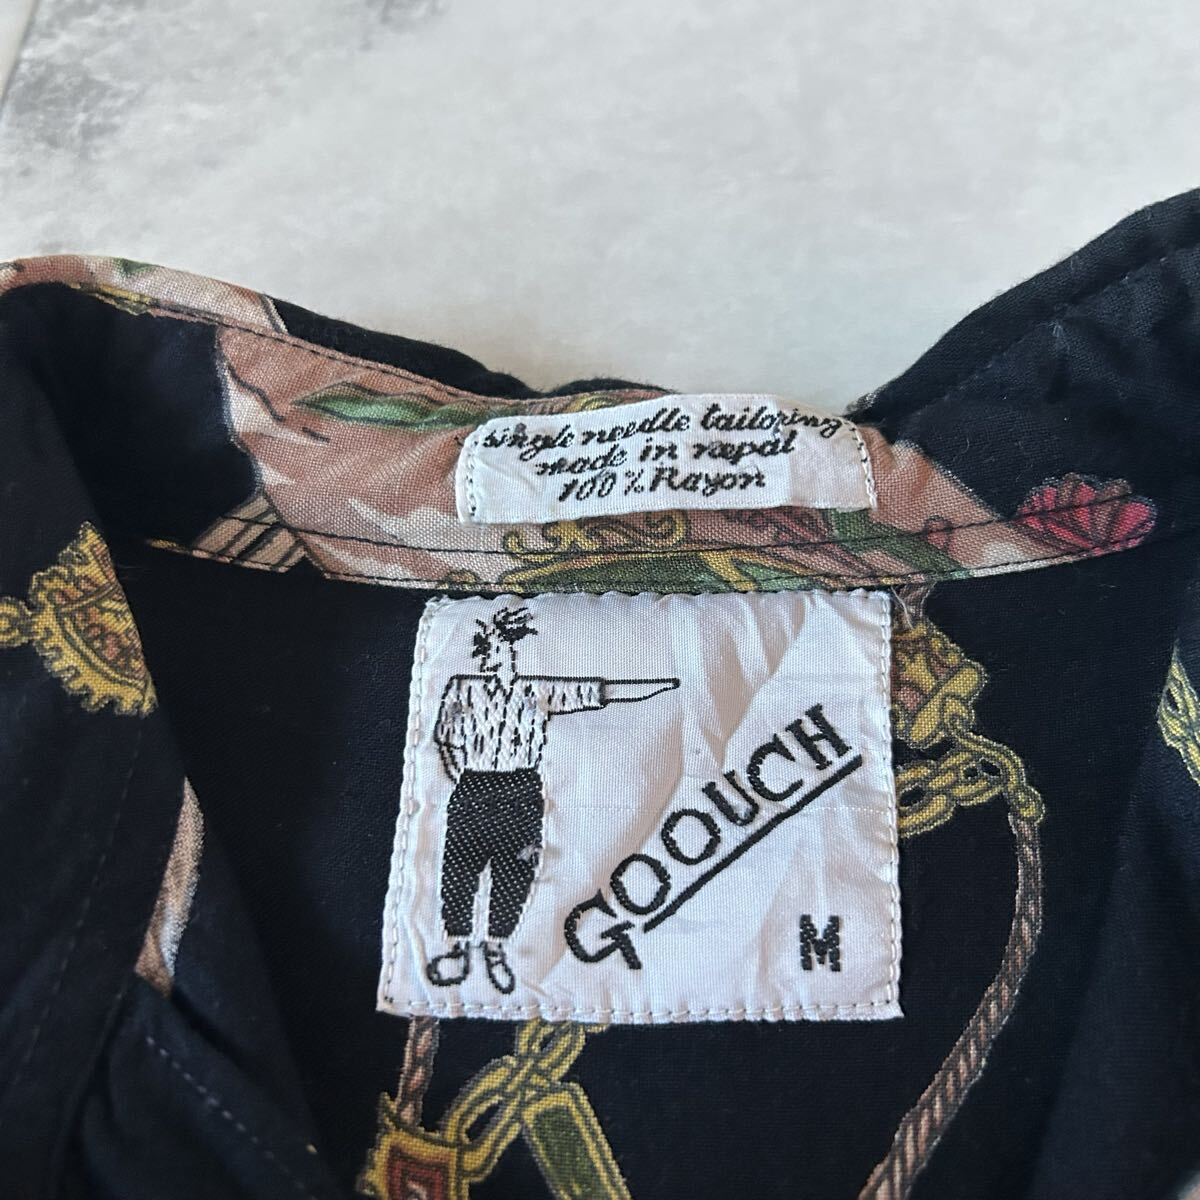 single needle tailoring
made in nepal
100% Rayon
GOOUCH
M